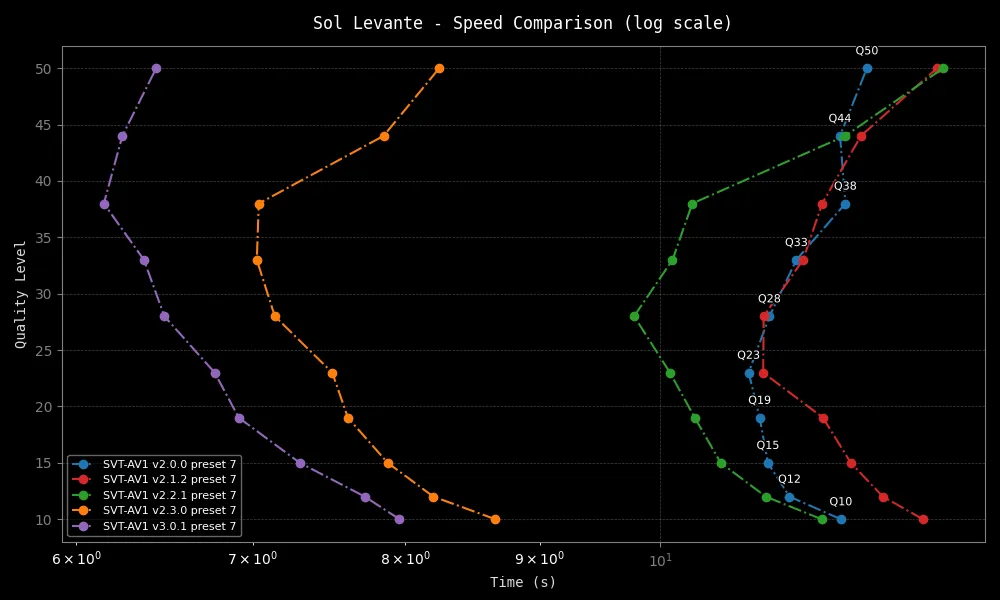 Sol Levante - Speed Comparison (log scale)
Quality Level
50
45
40
35
30
25
20
15
10
Q50
Q44
Q38
Q33
Q28
Q23
Q19
Q15
Q12
Q10
SVT-AV1 v2.0.0 preset 7
SVT-AV1 v2.1.2 preset 7
SVT-AV1 v2.2.1 preset 7
SVT-AV1 v2.3.0 preset 7
SVT-AV1 v3.0.1 preset 7
6 × 10⁰ 7 × 10⁰ 8 × 10⁰ 9 × 10⁰ 10¹
Time (s)